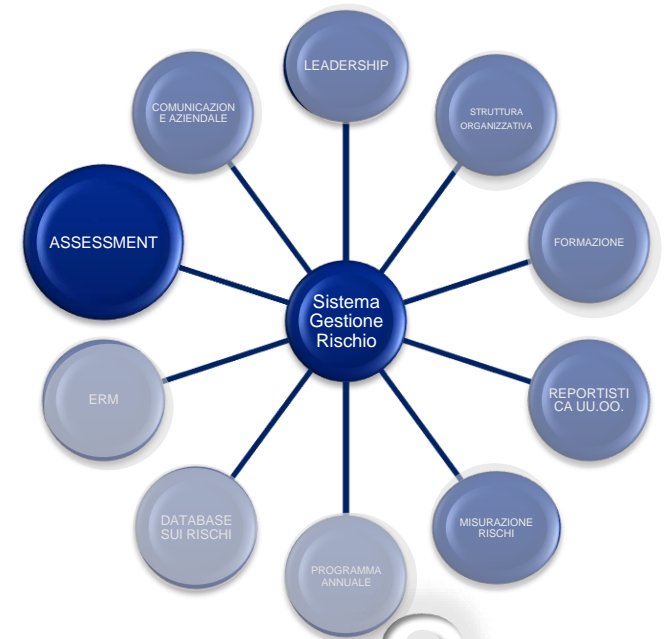 LEADERSHIP
STRUTTURA
ORGANIZZATIVA
FORMAZIONE
REPORTISTI
CA UU.OO.
MISURAZIONE
RISCHI
PROGRAMMA
ANNUALE
DATABASE
SUI RISCHI
ERM
ASSESSMENT
COMUNICAZION
E AZIENDALE
Sistema
Gestione
Rischio